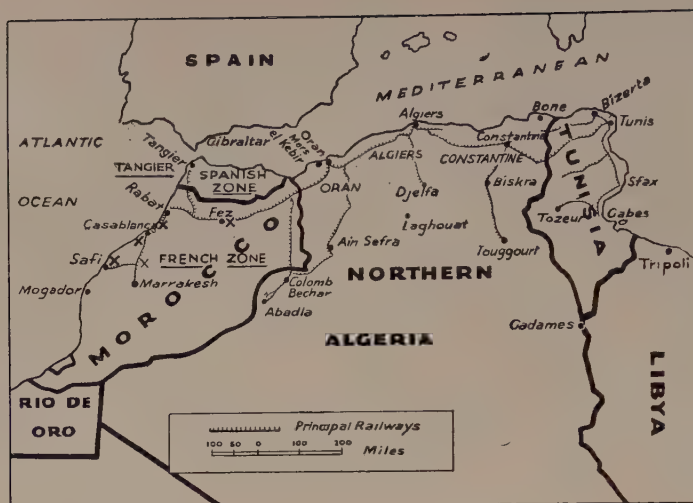 SPAIN
MEDITERRANEAN
ATLANTIC
OCEAN
Gibraltar
Tangier
TANGIER
SPANISH
ZONE
Mers
el Kebir
Oran
ORAN
Algiers
ALGIERS
Constantine
CONSTANTINE
Bone
Bizerta
Tunis
TUNISIA
Sfax
Gabes
Tozeur
Tripoli
Rabat
Casablanca
Fez
Safi
FRENCH ZONE
Marrakesh
Mogador
MOROCCO
Colomb
Bechar
Abadla
Ain Sefra
Djelfa
Laghouat
Biskra
Touggourt
NORTHERN
ALGERIA
Gadames
LIBYA
RIO DE
ORO
Principal Railways
100 50 0 100 200
Miles